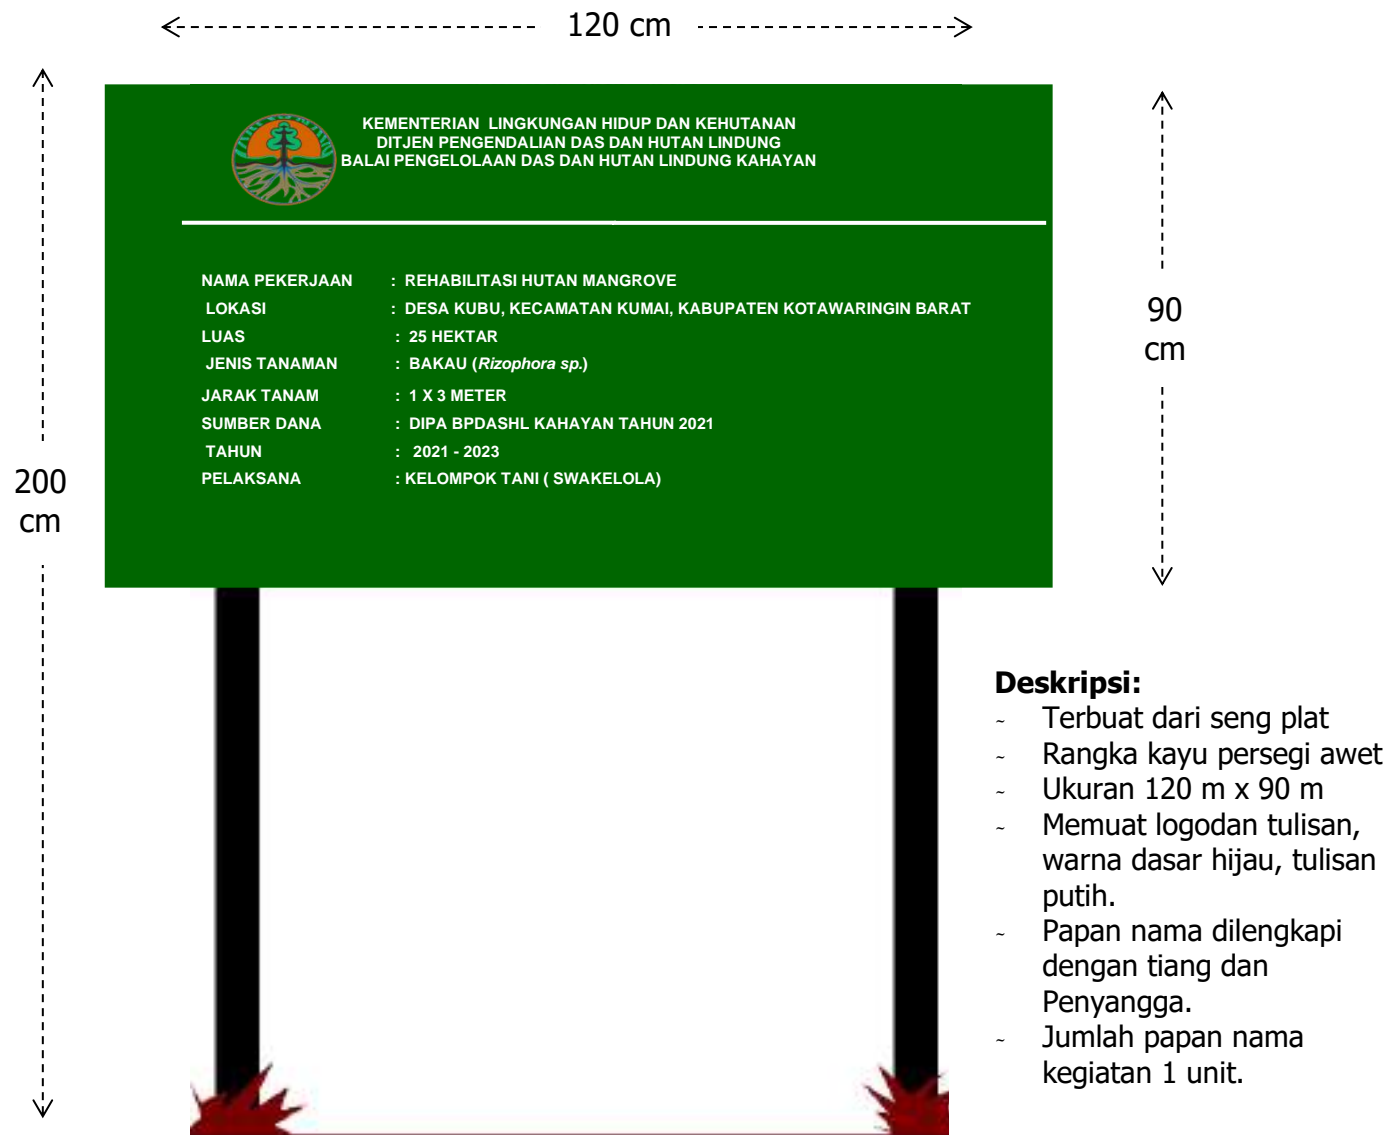 120 cm
KEMENTERIAN LINGKUNGAN HIDUP DAN KEHUTANAN
DITJEN PENGENDALIAN DAS DAN HUTAN LINDUNG
BALAI PENGELOLAAN DAS DAN HUTAN LINDUNG KAHAYAN
NAMA PEKERJAAN : REHABILITASI HUTAN MANGROVE
LOKASI : DESA KUBU, KECAMATAN KUMAI, KABUPATEN KOTAWARINGIN BARAT
LUAS : 25 HEKTAR
JENIS TANAMAN : BAKAU (Rizophora sp.)
JARAK TANAM : 1 X 3 METER
SUMBER DANA : DIPA BPDASHL KAHAYAN TAHUN 2021
TAHUN : 2021 - 2023
PELAKSANA : KELOMPOK TANI ( SWAKELOLA)
200
cm
90
cm
Deskripsi:
~ Terbuat dari seng plat
~ Rangka kayu persegi awet
~ Ukuran 120 m x 90 m
~ Memuat logodan tulisan,
warna dasar hijau, tulisan
putih.
~ Papan nama dilengkapi
dengan tiang dan
Penyangga.
~ Jumlah papan nama
kegiatan 1 unit.